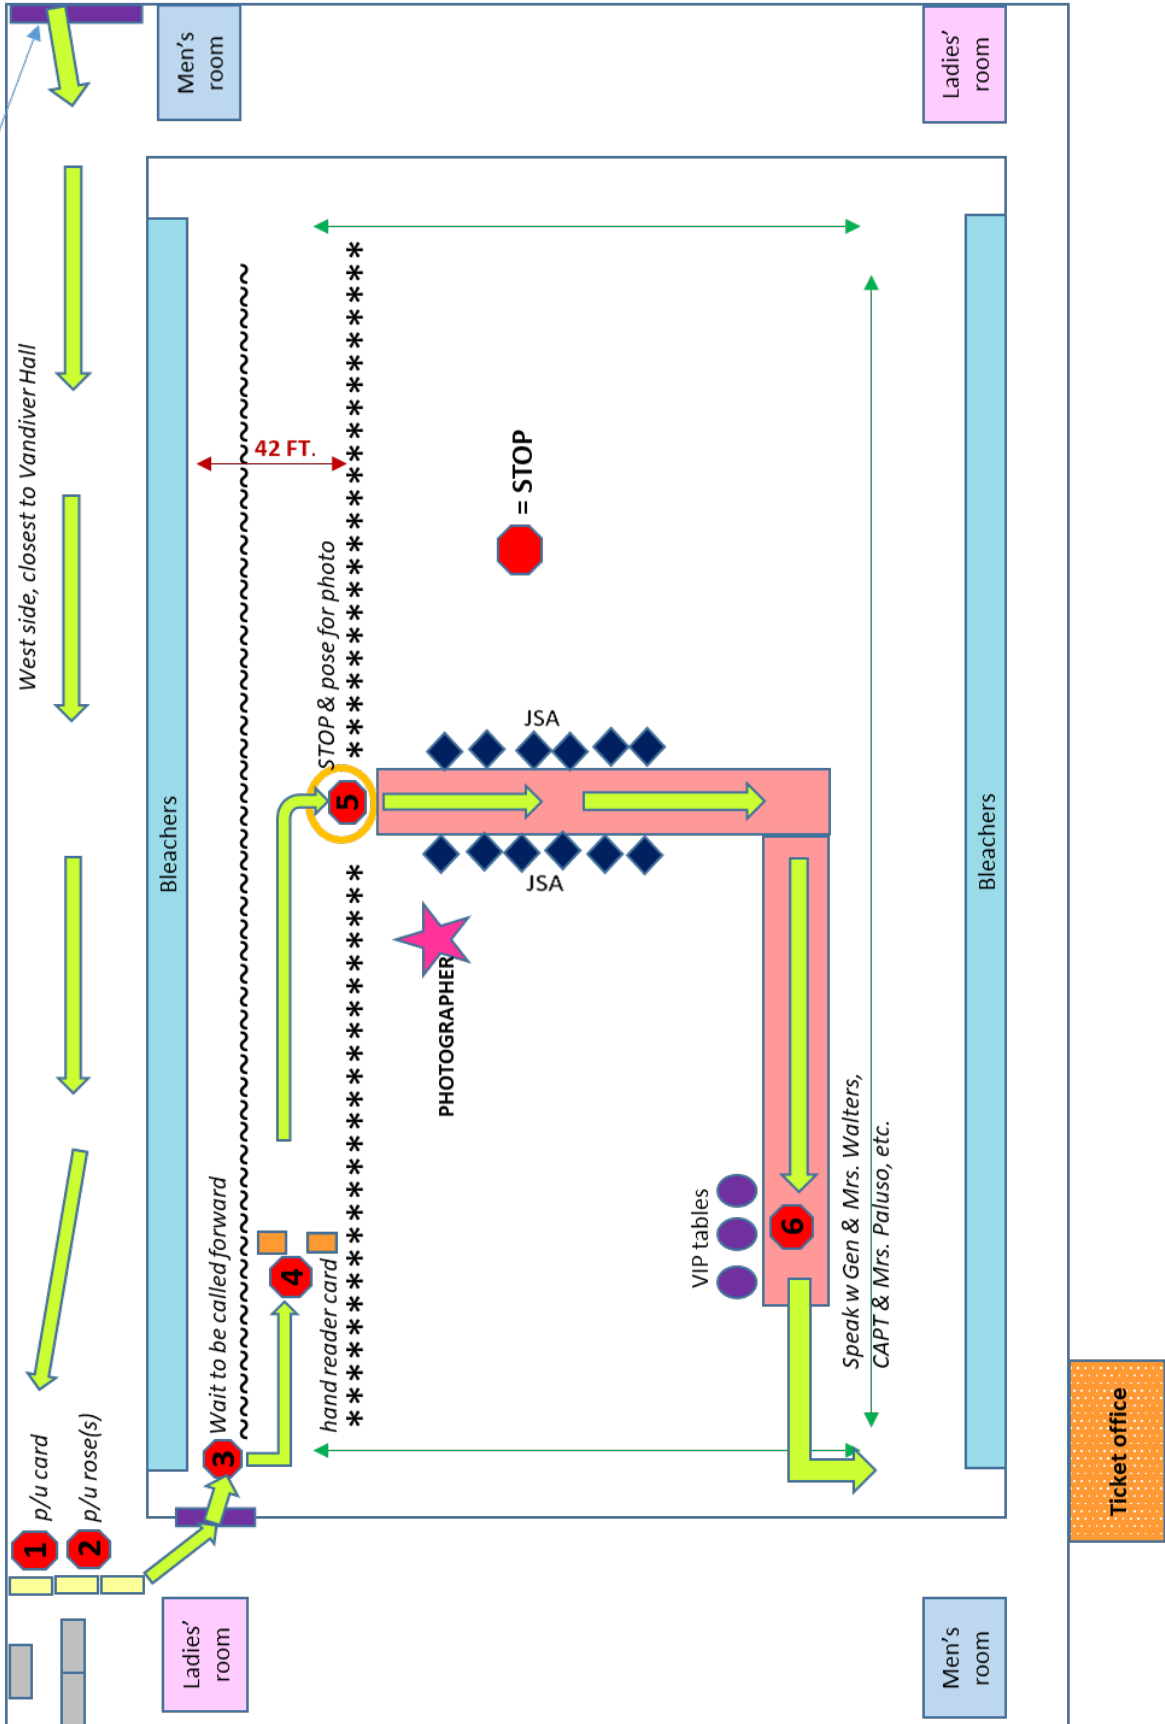 West side, closest to Vandiver Hall
Men's
room
Ladies'
room
1
p/u card
2
p/u rose(s)
Ladies'
room
Bleachers
3
Wait to be called forward
42 FT.
4
hand reader card
5
STOP & pose for photo
= STOP
JSA
JSA
PHOTOGRAPHER
VIP tables
6
Speak w Gen & Mrs. Walters,
CAPT & Mrs. Paluso, etc.
Bleachers
Men's
room
Ticket office